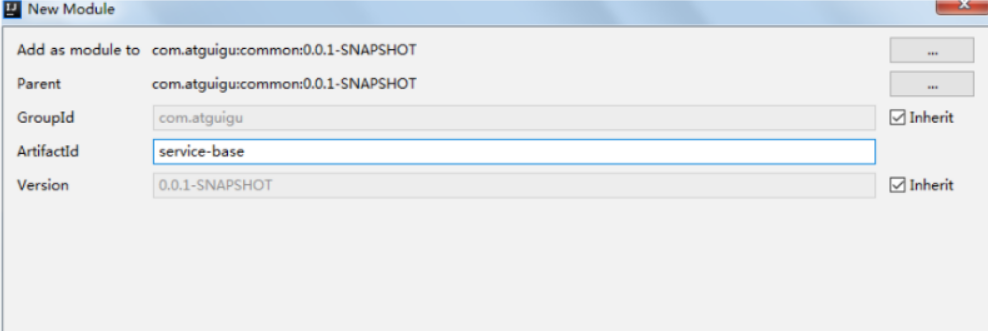 New Module
Add as module to com.atguigu:common:0.0.1-SNAPSHOT ...
Parent com.atguigu:common:0.0.1-SNAPSHOT ...
GroupId com.atguigu Inherit
ArtifactId service-base
Version 0.0.1-SNAPSHOT Inherit